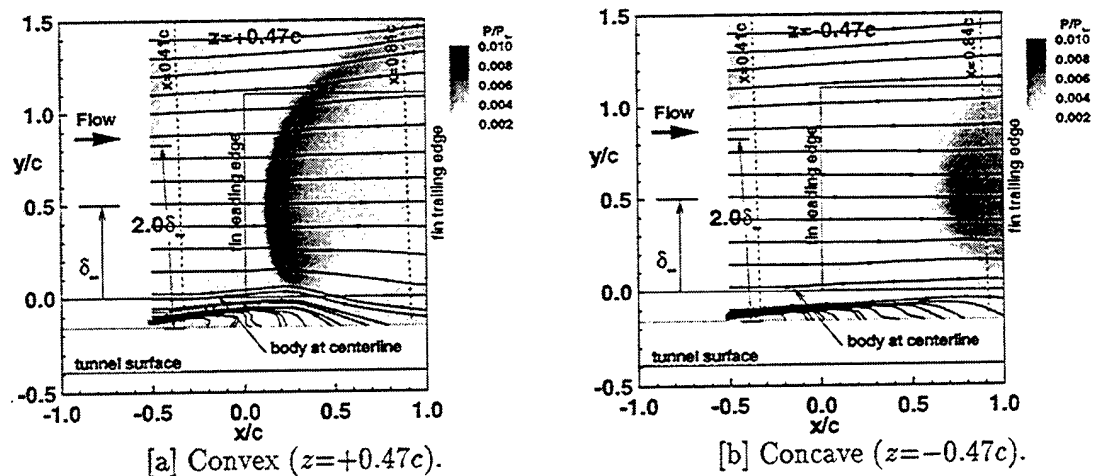 1.5
1.0
y/c
0.5
0.0
-0.5
-1.0
-0.5
0.0
0.5
1.0
x/c
z=+0.47c
x=0.41c
x=0.84c
P/Pr
0.010
0.008
0.006
0.004
0.002
Flow
fin leading edge
fin trailing edge
2.0δ∞
δ∞
body at centerline
tunnel surface
[a] Convex (z=+0.47c).
1.5
1.0
y/c
0.5
0.0
-0.5
-1.0
-0.5
0.0
0.5
1.0
x/c
z=-0.47c
x=0.41c
x=0.84c
P/Pr
0.010
0.008
0.006
0.004
0.002
Flow
fin leading edge
fin trailing edge
2.0δ∞
δ∞
body at centerline
tunnel surface
[b] Concave (z=−0.47c).